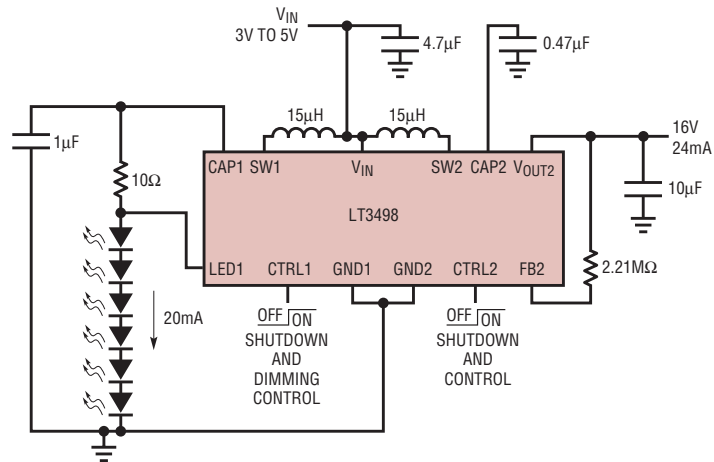 V_IN
3V TO 5V
4.7µF
0.47µF
15µH
15µH
16V
24mA
1µF
10Ω
CAP1
SW1
V_IN
SW2
CAP2
V_OUT2
10µF
LT3498
LED1
CTRL1
GND1
GND2
CTRL2
FB2
2.21MΩ
20mA
OFF ON
SHUTDOWN
AND
DIMMING
CONTROL
OFF ON
SHUTDOWN
AND
CONTROL